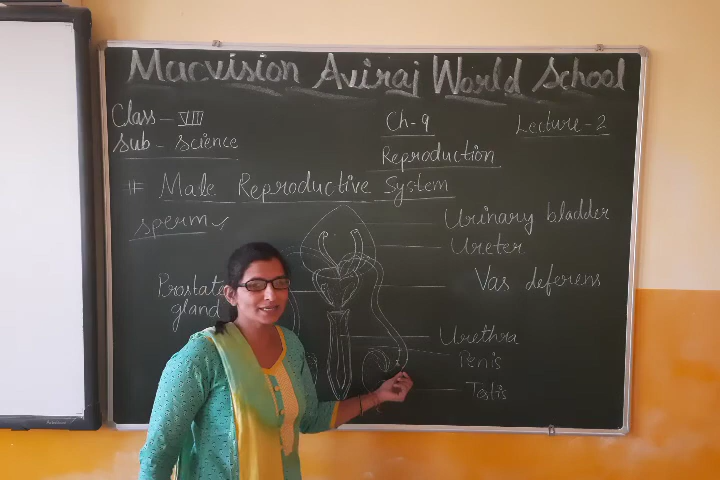 Macvision Aviraj World School
Class - VIII
Sub - Science
Ch-9
Reproduction
Lecture-2
# Male Reproductive System
sperm
Urinary bladder
Ureter
Vas deferens
Prostate
gland
Urethra
Penis
Testis